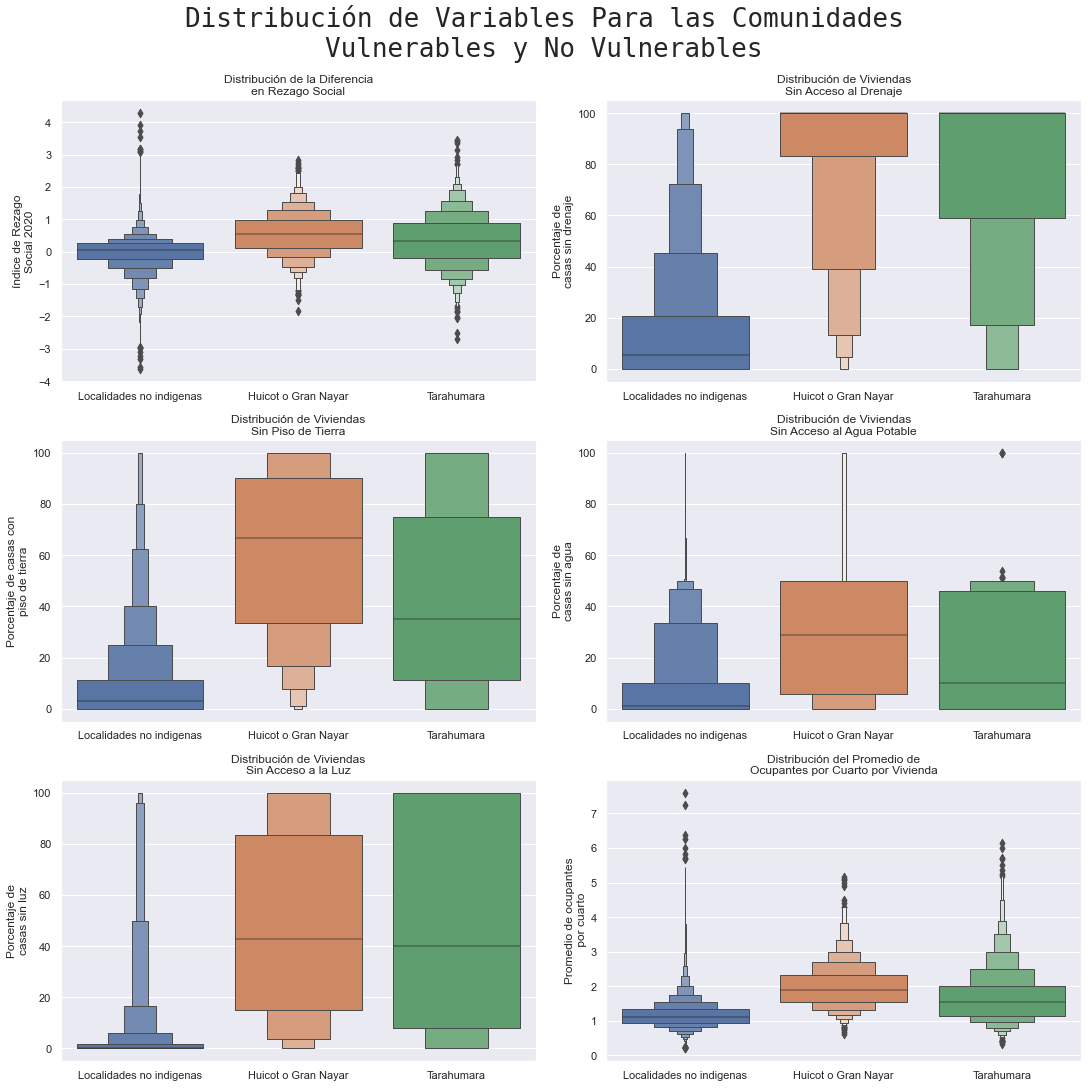 Distribución de Variables Para las Comunidades
Vulnerables y No Vulnerables
Distribución de la Diferencia
en Rezago Social
Índice de Rezago
Social 2020
4
3
2
1
0
−1
−2
−3
−4
Localidades no indigenas
Huicot o Gran Nayar
Tarahumara
Distribución de Viviendas
Sin Acceso al Drenaje
Porcentaje de
casas sin drenaje
100
80
60
40
20
0
Localidades no indigenas
Huicot o Gran Nayar
Tarahumara
Distribución de Viviendas
Sin Piso de Tierra
Porcentaje de casas con
piso de tierra
100
80
60
40
20
0
Localidades no indigenas
Huicot o Gran Nayar
Tarahumara
Distribución de Viviendas
Sin Acceso al Agua Potable
Porcentaje de
casas sin agua
100
80
60
40
20
0
Localidades no indigenas
Huicot o Gran Nayar
Tarahumara
Distribución de Viviendas
Sin Acceso a la Luz
Porcentaje de
casas sin luz
100
80
60
40
20
0
Localidades no indigenas
Huicot o Gran Nayar
Tarahumara
Distribución del Promedio de
Ocupantes por Cuarto por Vivienda
Promedio de ocupantes
por cuarto
7
6
5
4
3
2
1
0
Localidades no indigenas
Huicot o Gran Nayar
Tarahumara